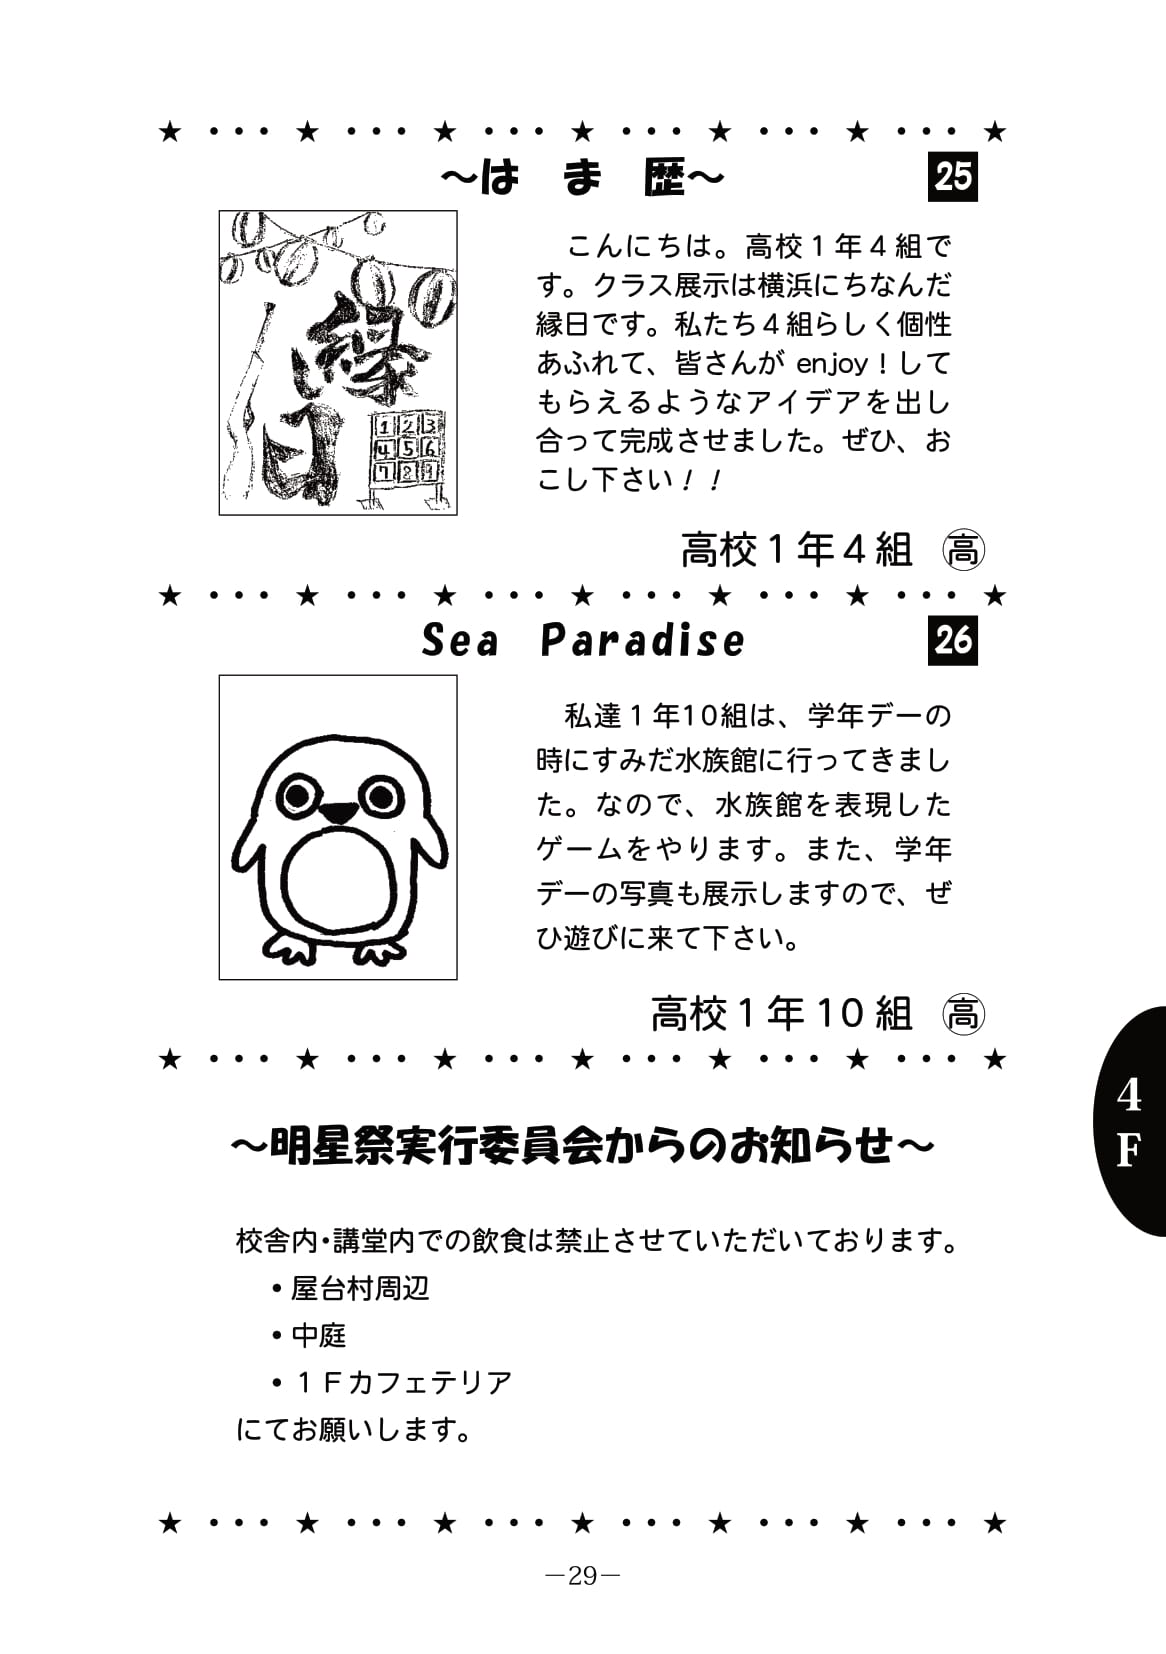 ★ ・・・ ★ ・・・ ★ ・・・ ★ ・・・ ★ ・・・ ★ ・・・ ★
～は　ま　歴～
25
縁日
1 2 3
4 5 6
7 8 9
こんにちは。高校１年４組で
す。クラス展示は横浜にちなんだ
縁日です。私たち４組らしく個性
あふれて、皆さんが enjoy！して
もらえるようなアイデアを出し
合って完成させました。ぜひ、お
こし下さい！！
高校１年４組　㊤高
★ ・・・ ★ ・・・ ★ ・・・ ★ ・・・ ★ ・・・ ★ ・・・ ★
Sea　Paradise
26
私達１年10組は、学年デーの
時にすみだ水族館に行ってきまし
た。なので、水族館を表現した
ゲームをやります。また、学年
デーの写真も展示しますので、ぜ
ひ遊びに来て下さい。
高校１年10組　高
★ ・・・ ★ ・・・ ★ ・・・ ★ ・・・ ★ ・・・ ★ ・・・ ★
～明星祭実行委員会からのお知らせ～
校舎内・講堂内での飲食は禁止させていただいております。
・屋台村周辺
・中庭
・１Ｆカフェテリア
にてお願いします。
4F
★ ・・・ ★ ・・・ ★ ・・・ ★ ・・・ ★ ・・・ ★ ・・・ ★
—29—